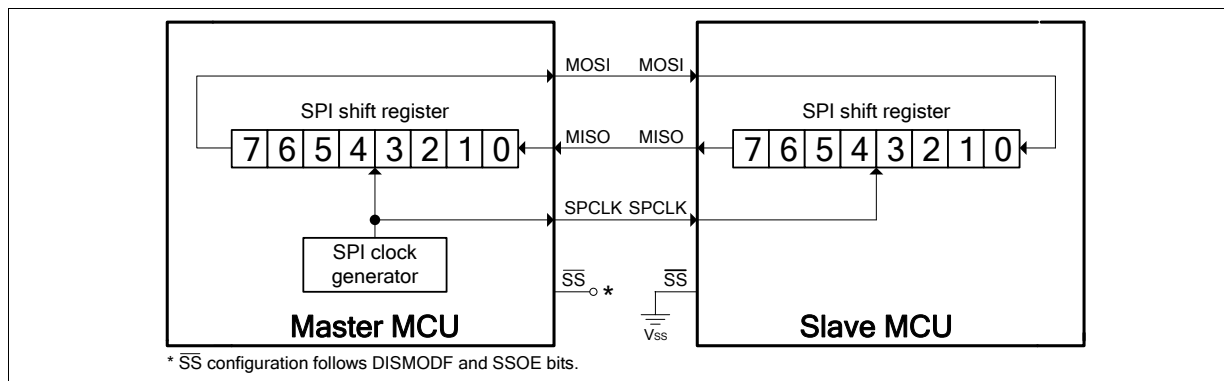 MOSI MOSI
SPI shift register SPI shift register
7 6 5 4 3 2 1 0 MISO MISO 7 6 5 4 3 2 1 0
SPCLK SPCLK
SPI clock
generator
SS * SS
Master MCU Vss Slave MCU
* SS configuration follows DISMODF and SSOE bits.